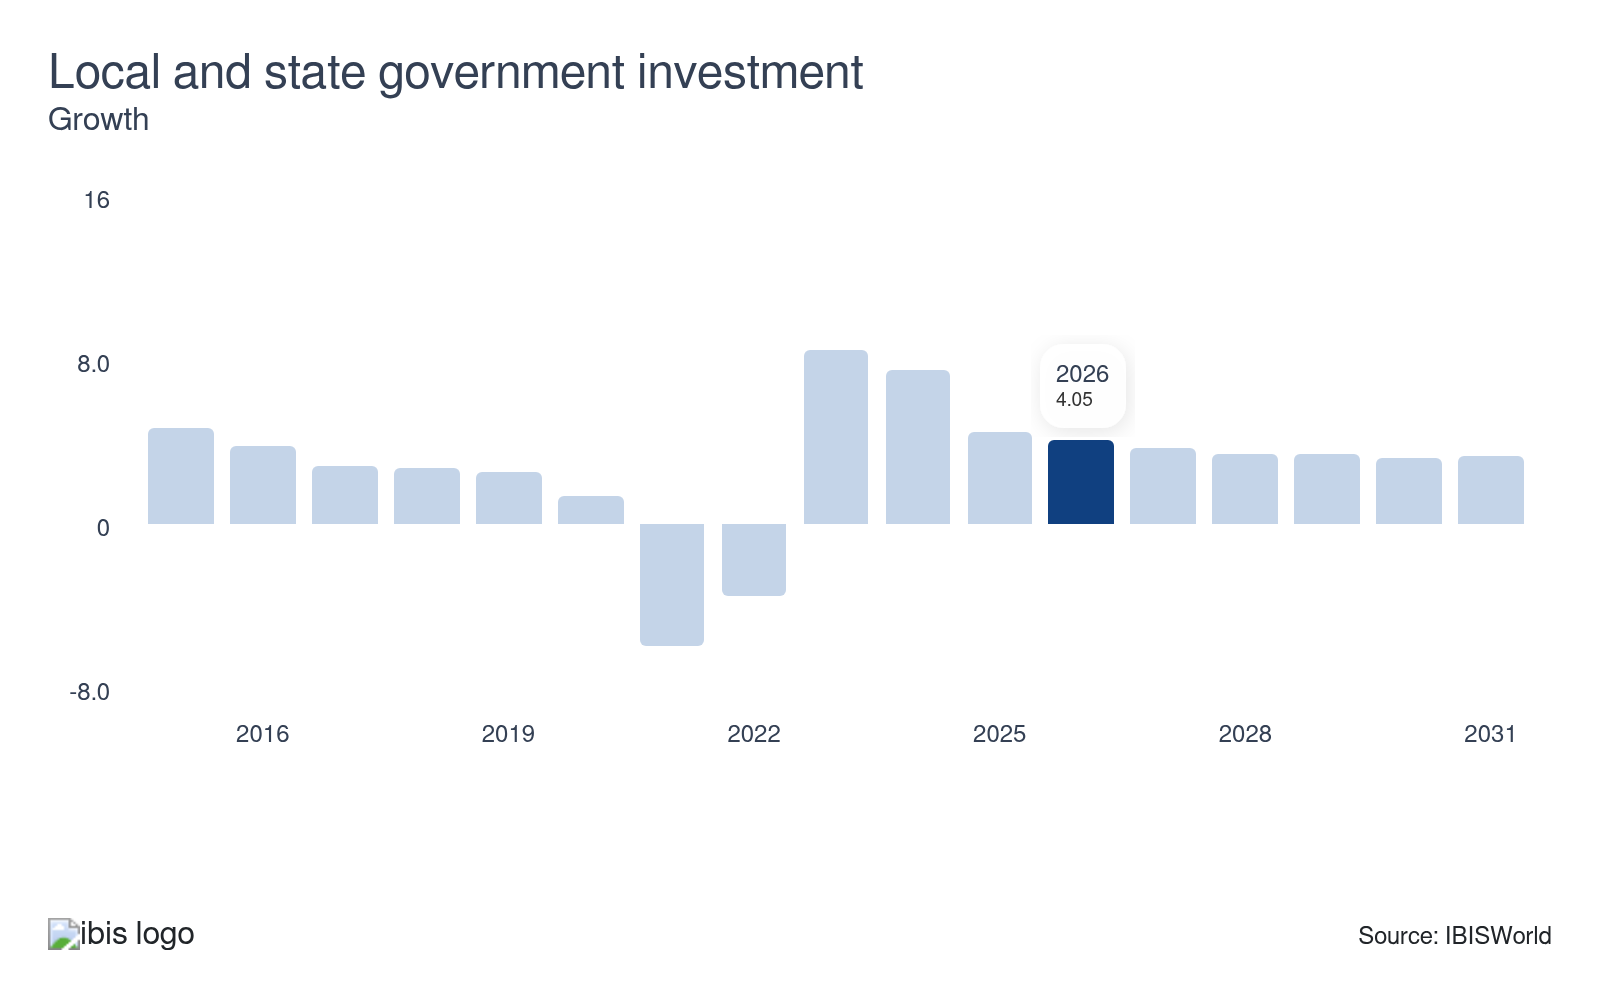 Local and state government investment
Growth
16
8.0
0
-8.0
2026
4.05
2016 2019 2022 2025 2028 2031
ibis logo
Source: IBISWorld